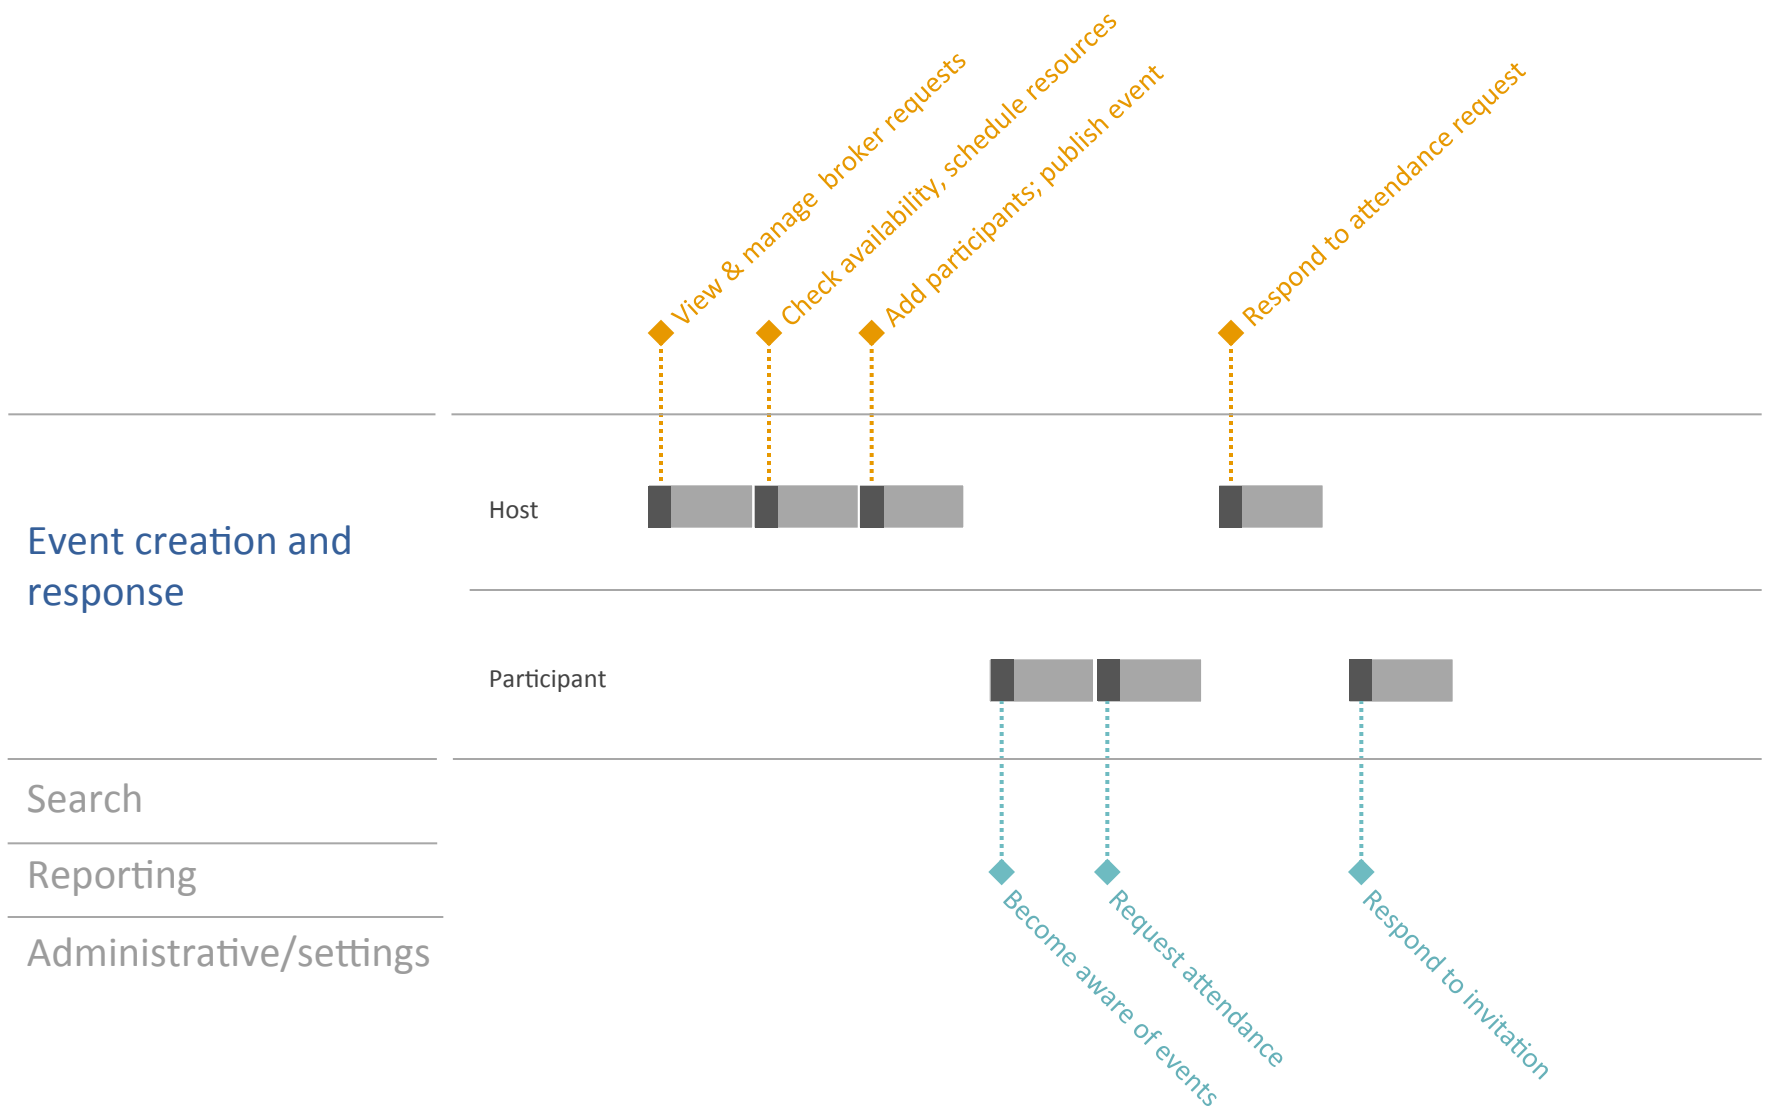 View & manage  broker requests
Check availability, schedule resources
Add participants; publish event
Respond to attendance request
Event creation and
response
Host
Participant
Search
Reporting
Administrative/settings
Become aware of events
Request attendance
Respond to invitation